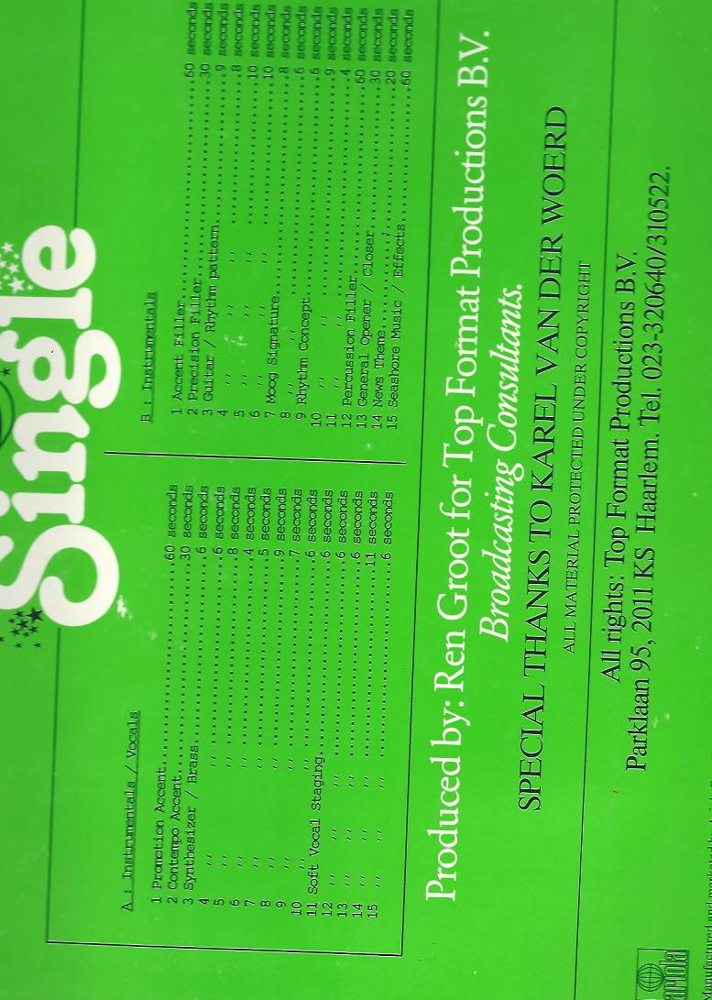 Single
A : Instrumentals / Vocals
1 Promotion Accent........60 seconds
2 Contempo Accent........30 seconds
3 Synthesizer / Brass........6 seconds
4 ,, ,, ........6 seconds
5 ,, ,, ........8 seconds
6 ,, ,, ........4 seconds
7 ,, ,, ........5 seconds
8 ,, ,, ........9 seconds
9 ,, ,, ........7 seconds
10 ,, ,, ........6 seconds
11 Soft Vocal Staging........6 seconds
12 ,, ,, ,, ........6 seconds
13 ,, ,, ,, ........6 seconds
14 ,, ,, ,, ........11 seconds
15 ,, ,, ,, ........6 seconds
B : Instrumentals
1 Accent Filler........60 seconds
2 Precision Filler........30 seconds
3 Guitar / Rhythm pattern........9 seconds
4 ,, ,, ,, ........8 seconds
5 ,, ,, ,, ........10 seconds
6 ,, ,, ,, ........10 seconds
7 Moog Signature........8 seconds
8 ,, ,, ........6 seconds
9 Rhythm Concept........6 seconds
10 ,, ,, ........9 seconds
11 ,, ,, ........4 seconds
12 Percussion Filler........60 seconds
13 General Opener / Closer........30 seconds
14 News Theme........20 seconds
15 Seashore Music / Effects........60 seconds
Produced by: Ren Groot for Top Format Productions B.V.
Broadcasting Consultants.
SPECIAL THANKS TO KAREL VAN DER WOERD
ALL MATERIAL PROTECTED UNDER COPYRIGHT
All rights: Top Format Productions B.V.
Parklaan 95, 2011 KS Haarlem. Tel. 023-320640/310522.
ariola